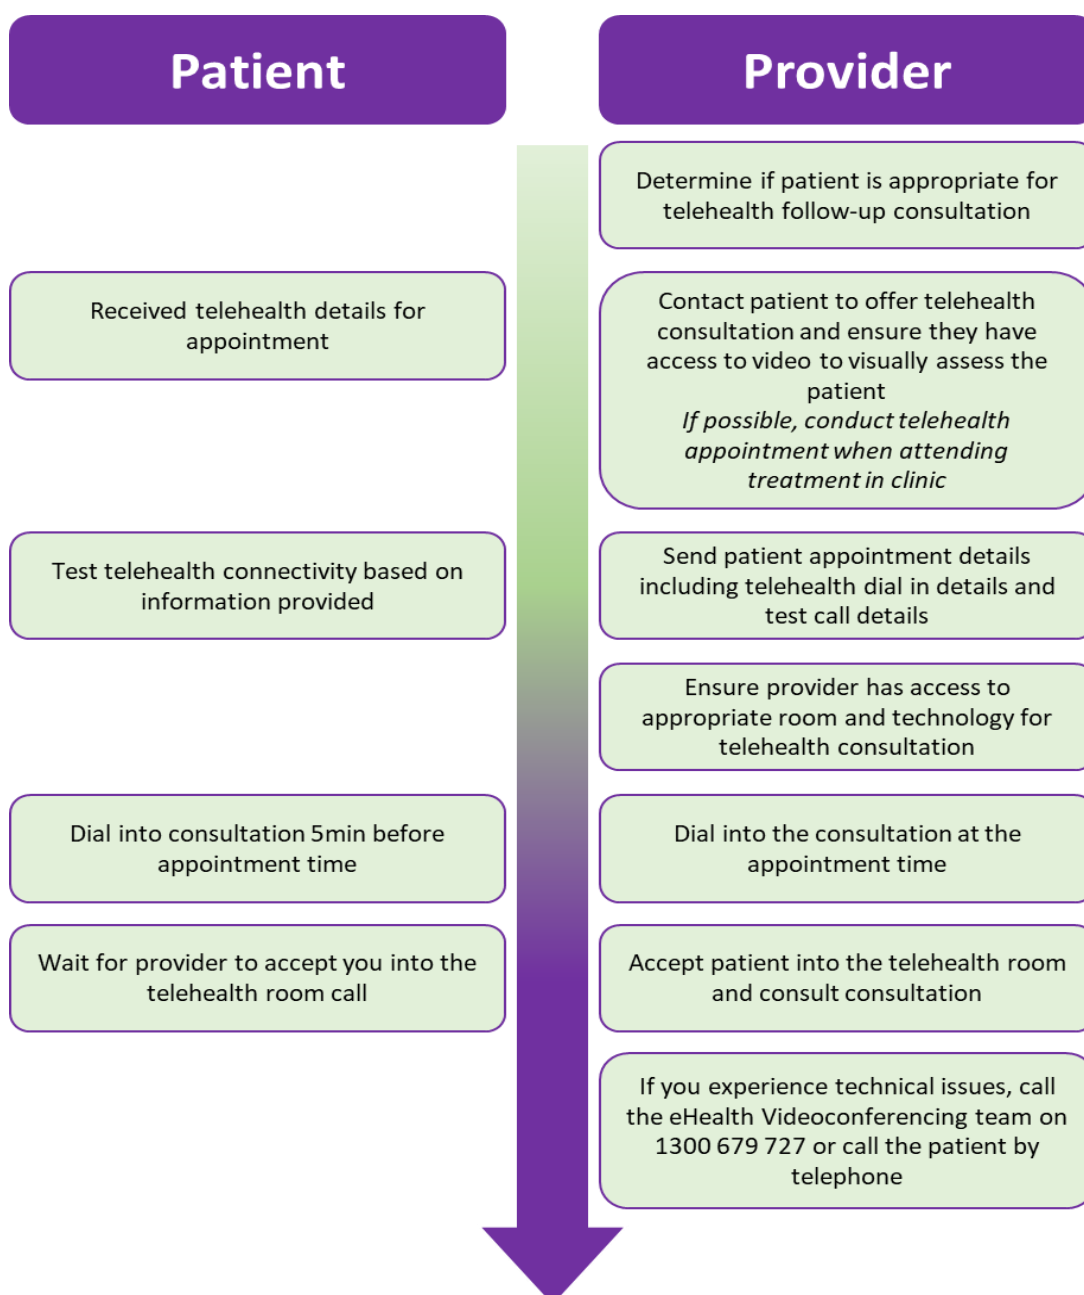 Patient
Provider
Determine if patient is appropriate for
telehealth follow-up consultation
Received telehealth details for
appointment
Contact patient to offer telehealth
consultation and ensure they have
access to video to visually assess the
patient
If possible, conduct telehealth
appointment when attending
treatment in clinic
Test telehealth connectivity based on
information provided
Send patient appointment details
including telehealth dial in details and
test call details
Ensure provider has access to
appropriate room and technology for
telehealth consultation
Dial into consultation 5min before
appointment time
Dial into the consultation at the
appointment time
Wait for provider to accept you into the
telehealth room call
Accept patient into the telehealth room
and consult consultation
If you experience technical issues, call
the eHealth Videoconferencing team on
1300 679 727 or call the patient by
telephone